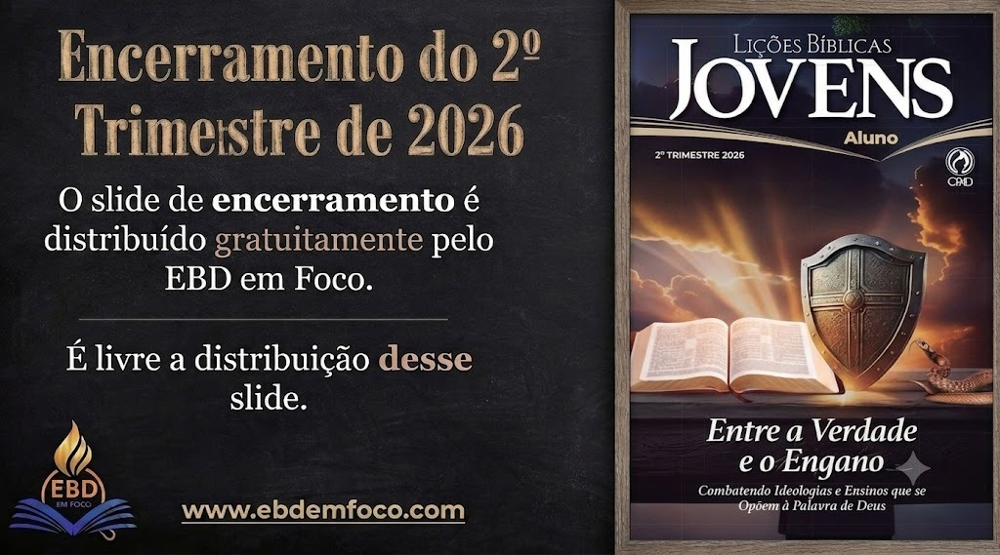 Encerramento do 2º
Trimestre de 2026
O slide de encerramento é
distribuído gratuitamente pelo
EBD em Foco.
É livre a distribuição desse
slide.
EBD
EM FOCO
www.ebdemfoco.com
LIÇÕES BÍBLICAS
JOVENS
Aluno
2º TRIMESTRE 2026
CPAD
Entre a Verdade
e o Engano
Combatendo Ideologias e Ensinos que se
Opõem à Palavra de Deus